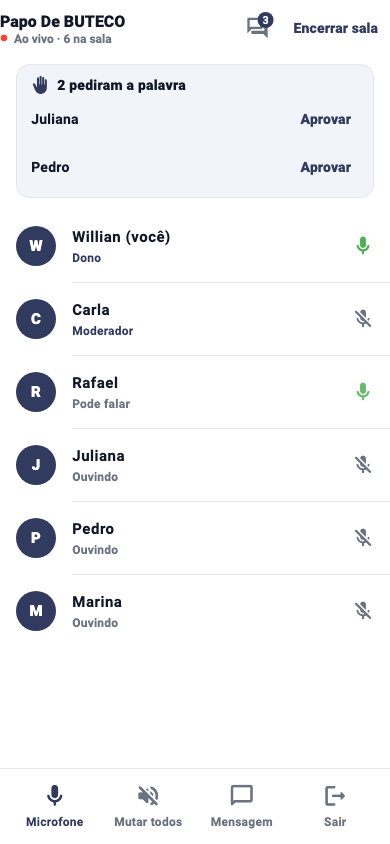 Papo De BUTECO
Ao vivo · 6 na sala
3
Encerrar sala
2 pediram a palavra
Juliana
Aprovar
Pedro
Aprovar
W
Willian (você)
Dono
C
Carla
Moderador
R
Rafael
Pode falar
J
Juliana
Ouvindo
P
Pedro
Ouvindo
M
Marina
Ouvindo
Microfone
Mutar todos
Mensagem
Sair